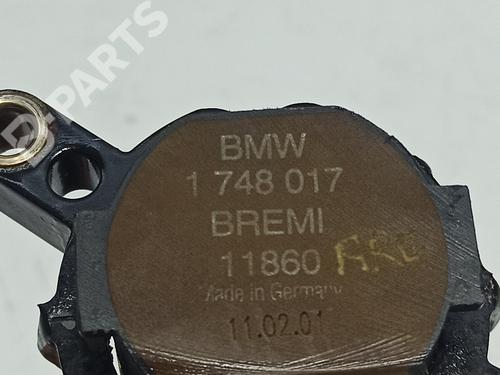 B-PARTS
BMW
1 748 017
BREMI
11860
Made in Germany
11.02.01